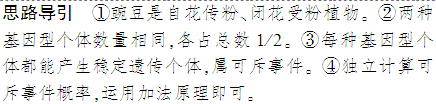 思路导引　①豌豆是自花传粉、闭花受粉植物。②两种
基因型个体数量相同,各占总数 1/2。③每种基因型个
体都能产生稳定遗传个体,属可斥事件。④独立计算可
斥事件概率,运用加法原理即可。